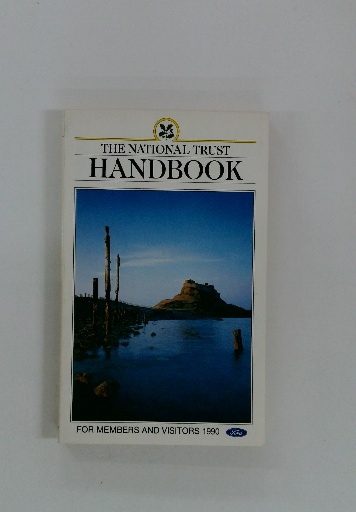 THE NATIONAL TRUST
HANDBOOK
FOR MEMBERS AND VISITORS 1990 Ford